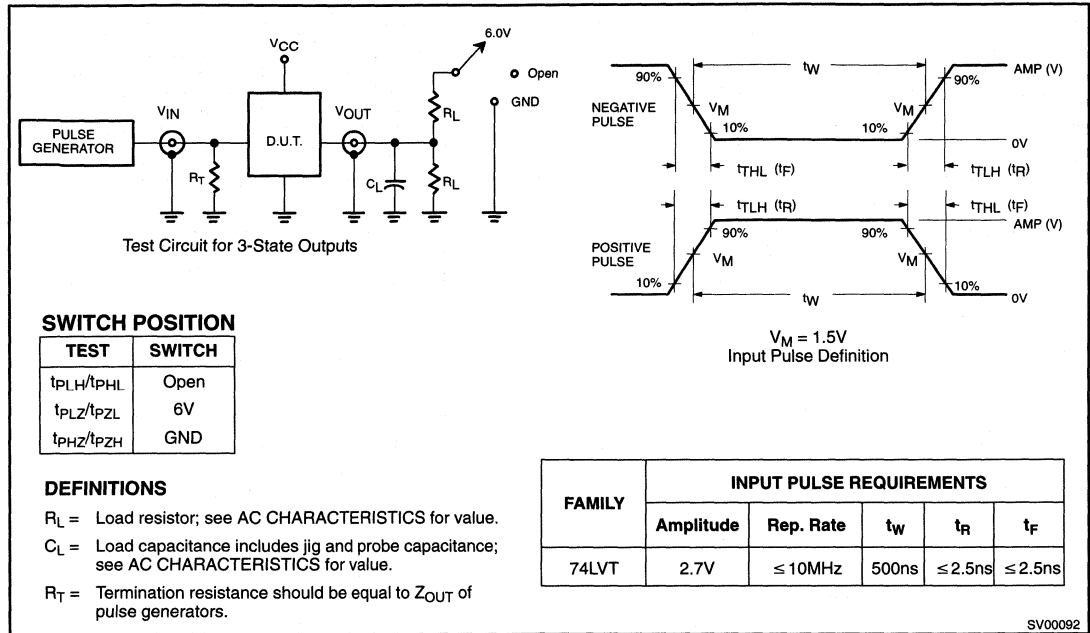 VCC
6.0V
Open
GND
VIN
VOUT
RL
PULSE
GENERATOR
D.U.T.
RT
CL
RL
Test Circuit for 3-State Outputs
tW
AMP (V)
90%
90%
NEGATIVE
PULSE
VM
VM
10%
10%
0V
tTHL (tF)
tTLH (tR)
tTLH (tR)
tTHL (tF)
AMP (V)
90%
90%
POSITIVE
PULSE
VM
VM
10%
10%
tW
0V
VM = 1.5V
Input Pulse Definition
SWITCH POSITION
TEST SWITCH
tPLH/tPHL Open
tPLZ/tPZL 6V
tPHZ/tPZH GND
DEFINITIONS
RL = Load resistor; see AC CHARACTERISTICS for value.
CL = Load capacitance includes jig and probe capacitance;
see AC CHARACTERISTICS for value.
RT = Termination resistance should be equal to ZOUT of
pulse generators.
FAMILY INPUT PULSE REQUIREMENTS
Amplitude Rep. Rate tW tR tF
74LVT 2.7V ≤10MHz 500ns ≤2.5ns ≤2.5ns
SV00092